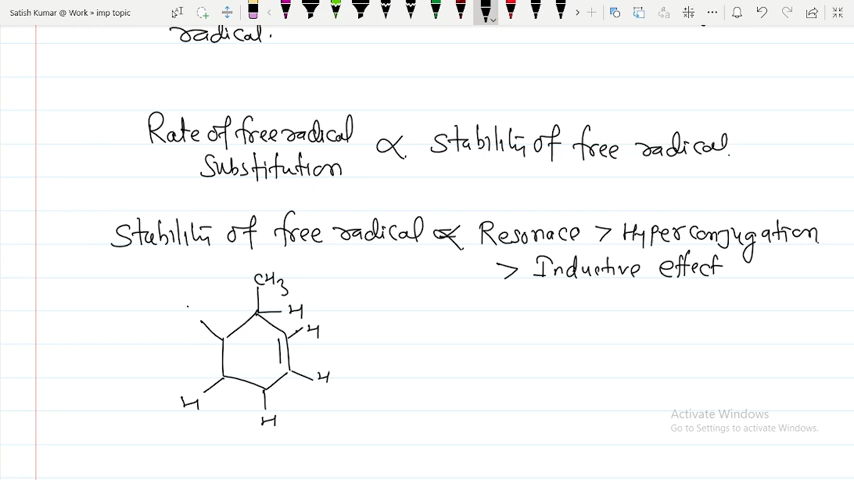 Satish Kumar @ Work » imp topic
radical.
Rate of free radical
Substitution
∝ stability of free radical.
Stability of free radical ∝ Resonace > Hyperconjugation
> Inductive effect
CH3
H
H
H
H
H
Activate Windows
Go to Settings to activate Windows.